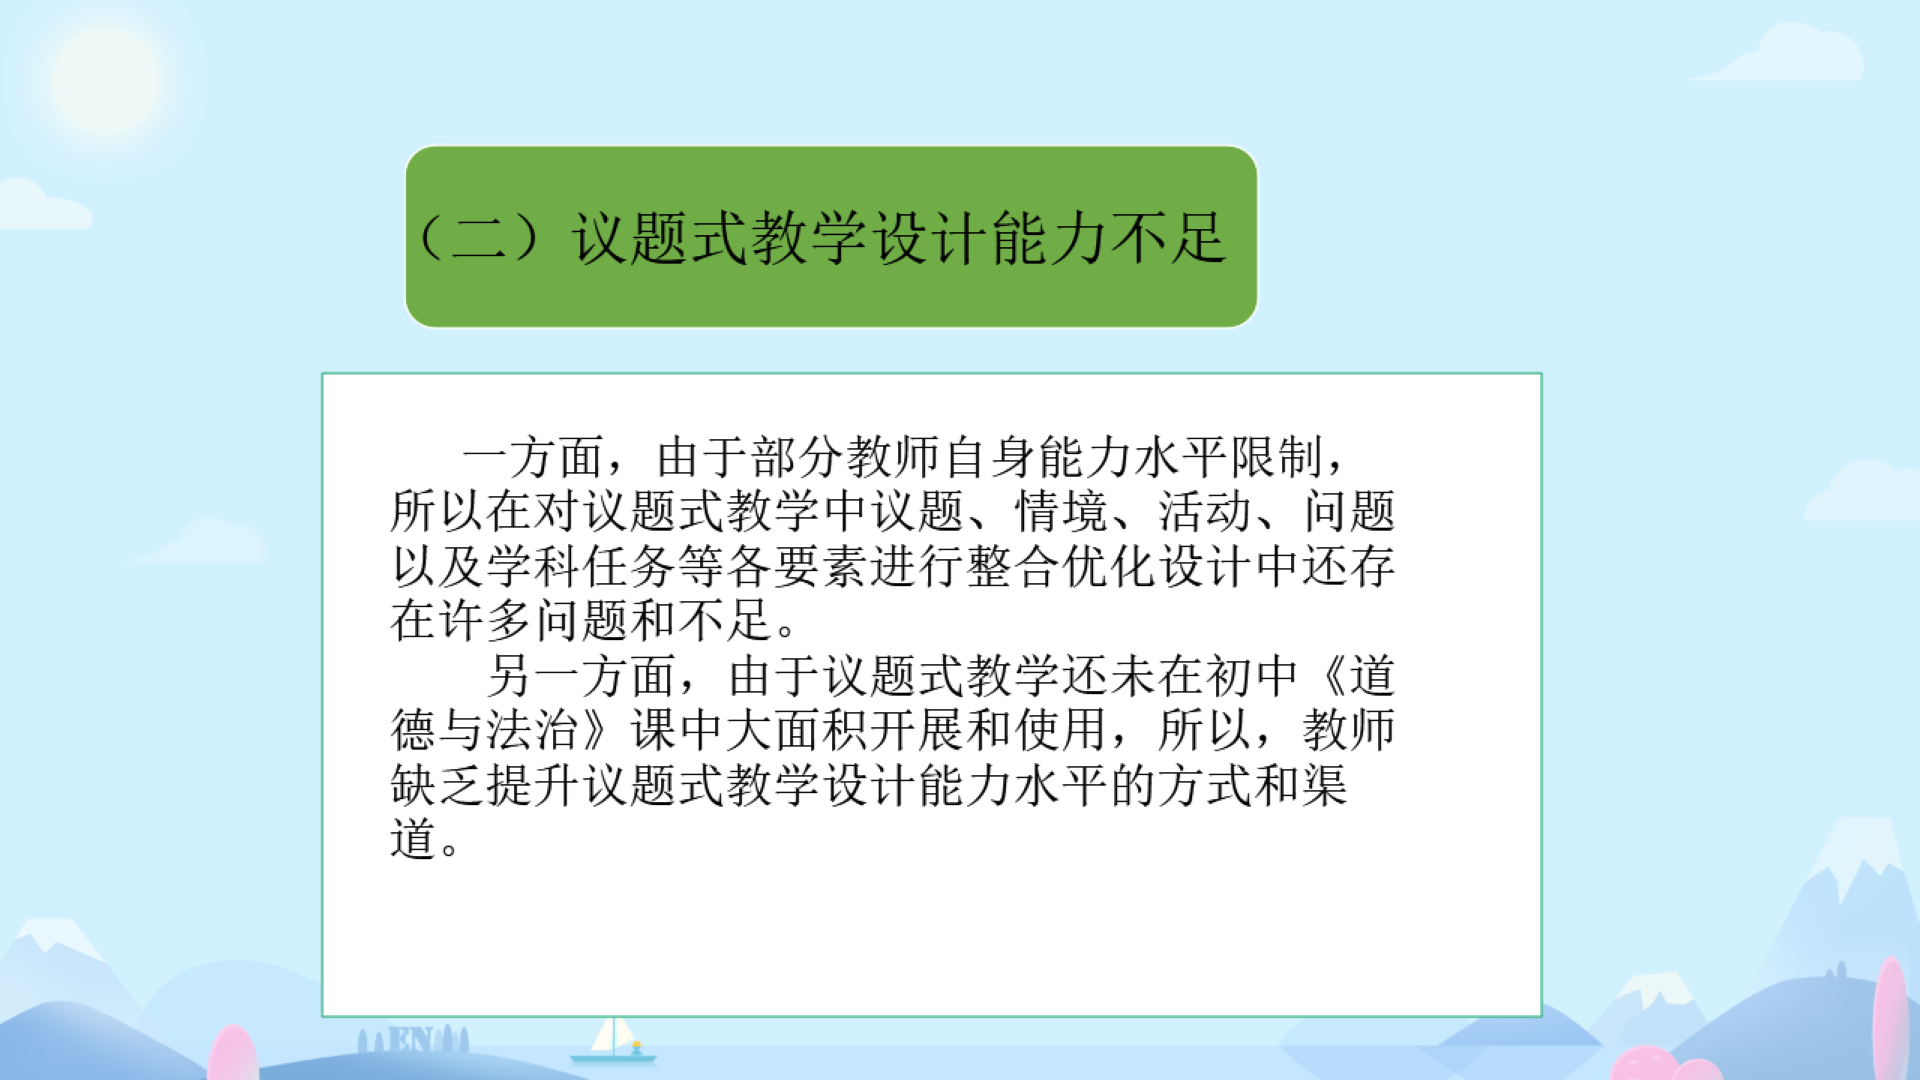 （二）议题式教学设计能力不足
一方面，由于部分教师自身能力水平限制，
所以在对议题式教学中议题、情境、活动、问题
以及学科任务等各要素进行整合优化设计中还存
在许多问题和不足。
另一方面，由于议题式教学还未在初中《道
德与法治》课中大面积开展和使用，所以，教师
缺乏提升议题式教学设计能力水平的方式和渠
道。
EN